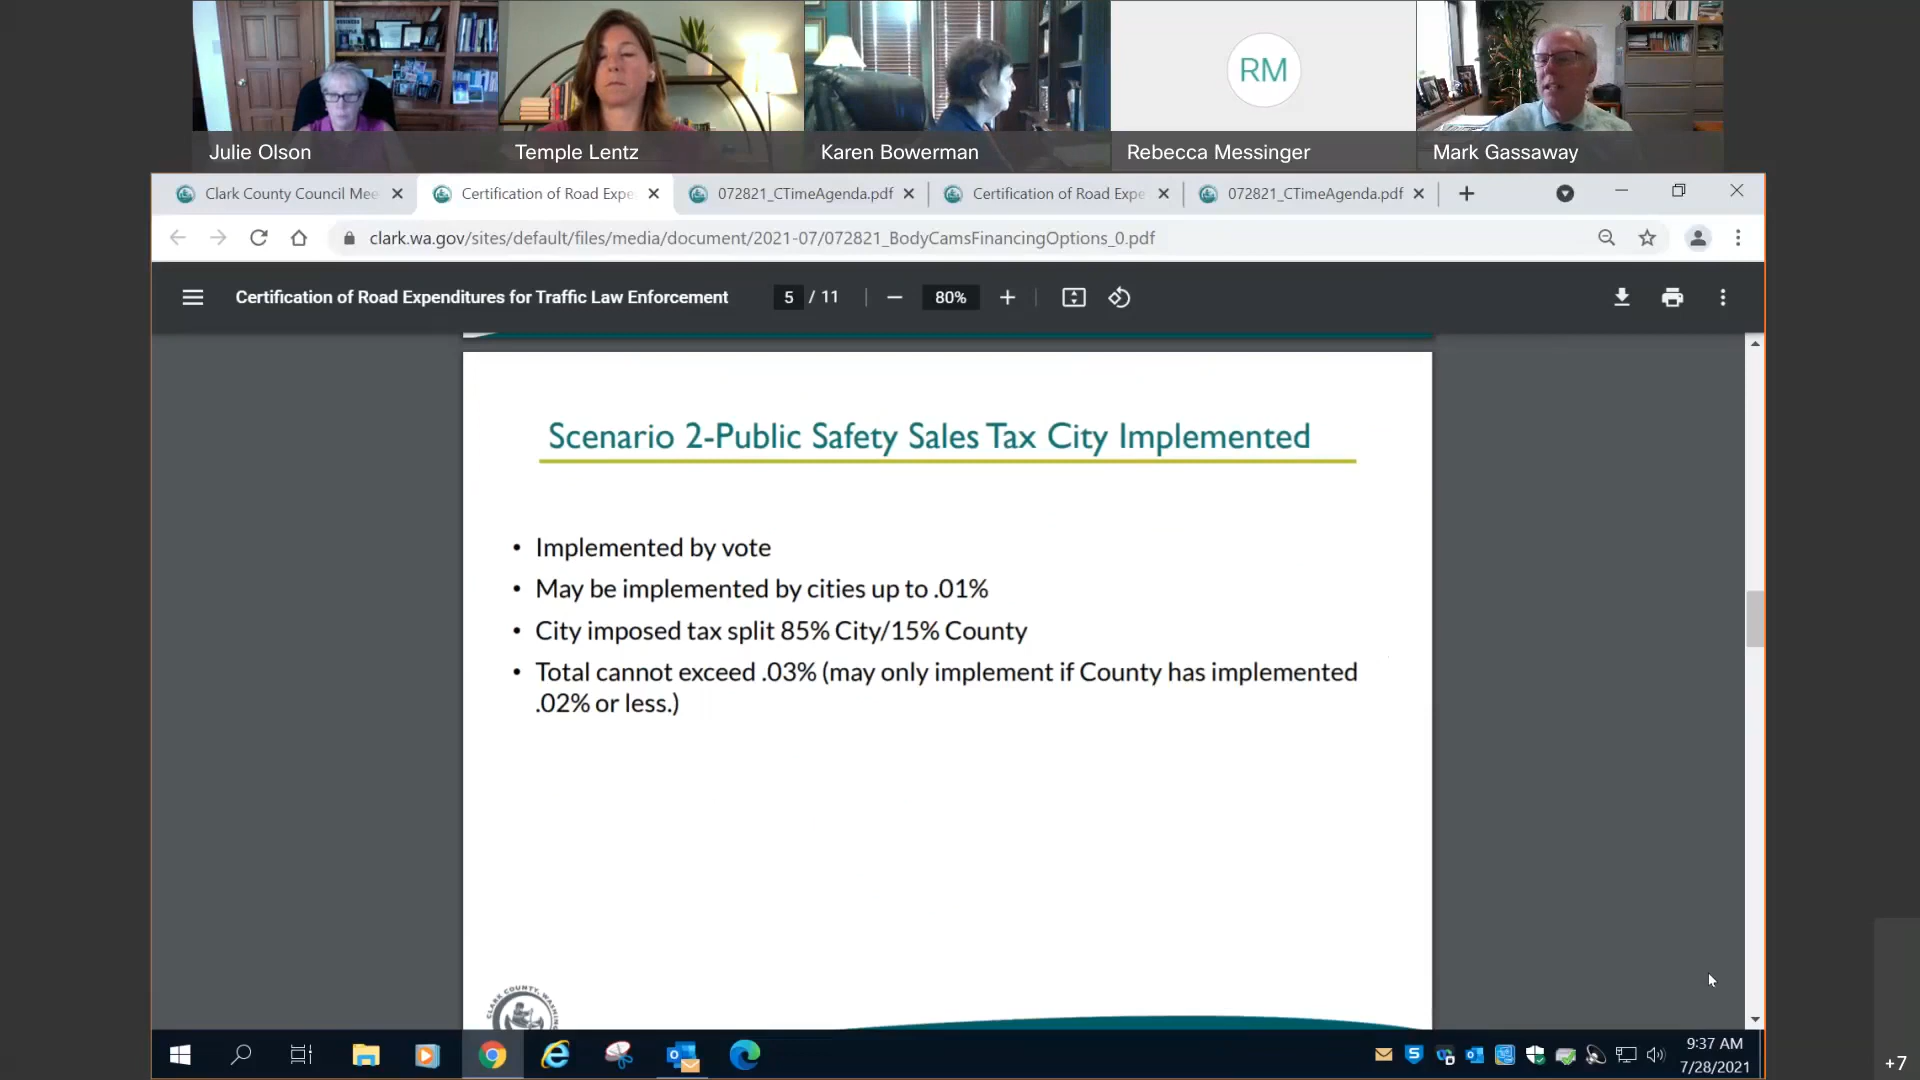 Julie Olson
Temple Lentz
Karen Bowerman
RM
Rebecca Messinger
Mark Gassaway
Clark County Council Mee
Certification of Road Expe
072821_CTimeAgenda.pdf
Certification of Road Expe
072821_CTimeAgenda.pdf
clark.wa.gov/sites/default/files/media/document/2021-07/072821_BodyCamsFinancingOptions_0.pdf
Certification of Road Expenditures for Traffic Law Enforcement
5 / 11
80%
Scenario 2-Public Safety Sales Tax City Implemented
• Implemented by vote
• May be implemented by cities up to .01%
• City imposed tax split 85% City/15% County
• Total cannot exceed .03% (may only implement if County has implemented
.02% or less.)
CLARK COUNTY, WASHING
9:37 AM
7/28/2021
+7